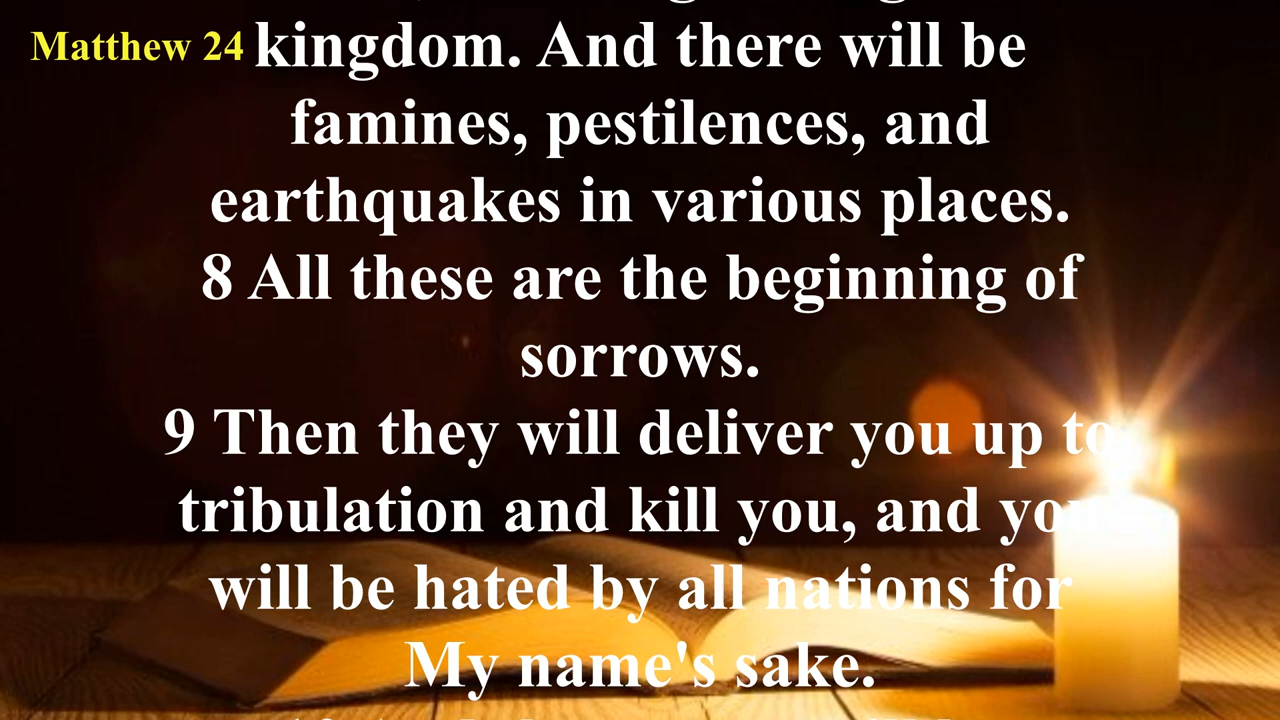 Matthew 24
kingdom. And there will be
famines, pestilences, and
earthquakes in various places.
8 All these are the beginning of
sorrows.
9 Then they will deliver you up to
tribulation and kill you, and you
will be hated by all nations for
My name's sake.